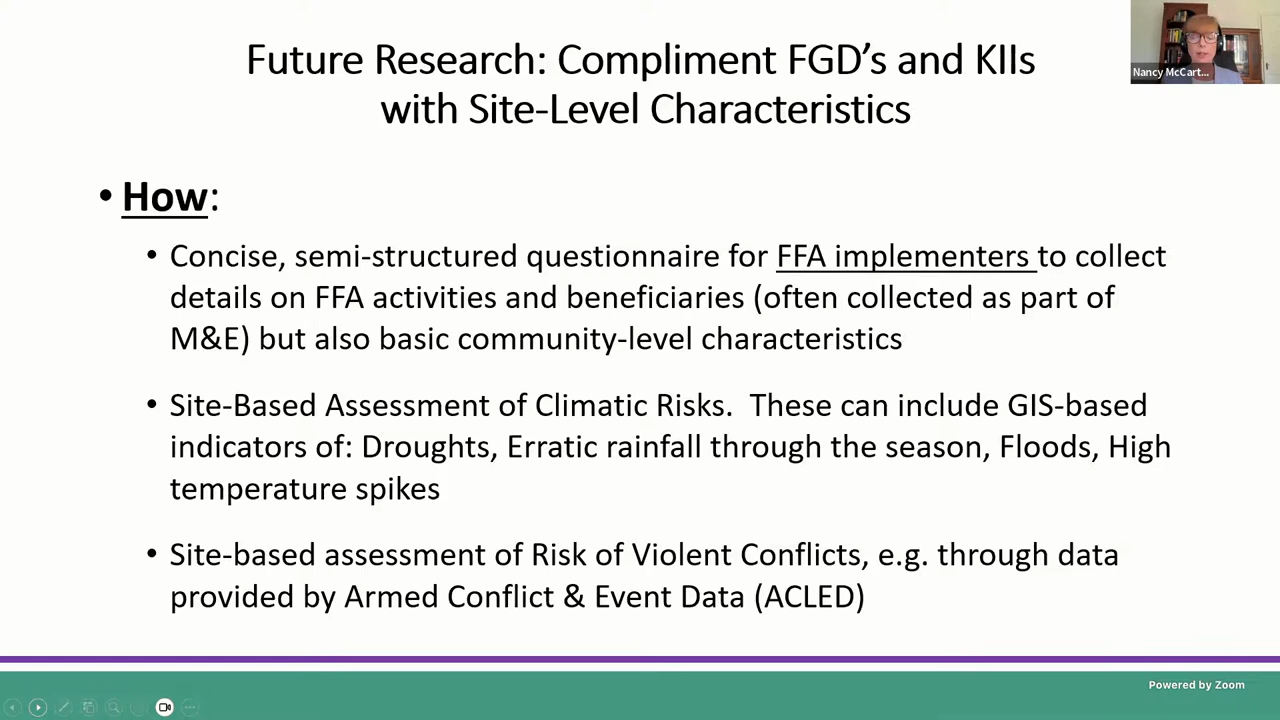 Future Research: Compliment FGD's and KIIs
with Site-Level Characteristics
Nancy McCart...
• How:
• Concise, semi-structured questionnaire for FFA implementers to collect
details on FFA activities and beneficiaries (often collected as part of
M&E) but also basic community-level characteristics
• Site-Based Assessment of Climatic Risks. These can include GIS-based
indicators of: Droughts, Erratic rainfall through the season, Floods, High
temperature spikes
• Site-based assessment of Risk of Violent Conflicts, e.g. through data
provided by Armed Conflict & Event Data (ACLED)
Powered by Zoom